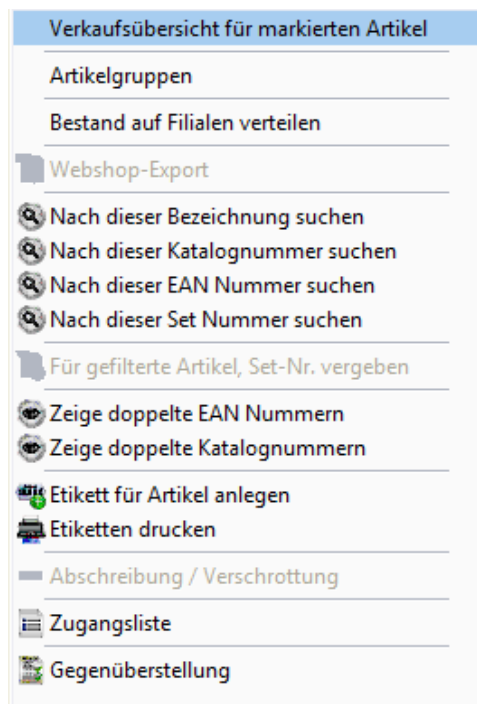 Verkaufsübersicht für markierten Artikel
Artikelgruppen
Bestand auf Filialen verteilen
Webshop-Export
Nach dieser Bezeichnung suchen
Nach dieser Katalognummer suchen
Nach dieser EAN Nummer suchen
Nach dieser Set Nummer suchen
Für gefilterte Artikel, Set-Nr. vergeben
Zeige doppelte EAN Nummern
Zeige doppelte Katalognummern
Etikett für Artikel anlegen
Etiketten drucken
Abschreibung / Verschrottung
Zugangsliste
Gegenüberstellung